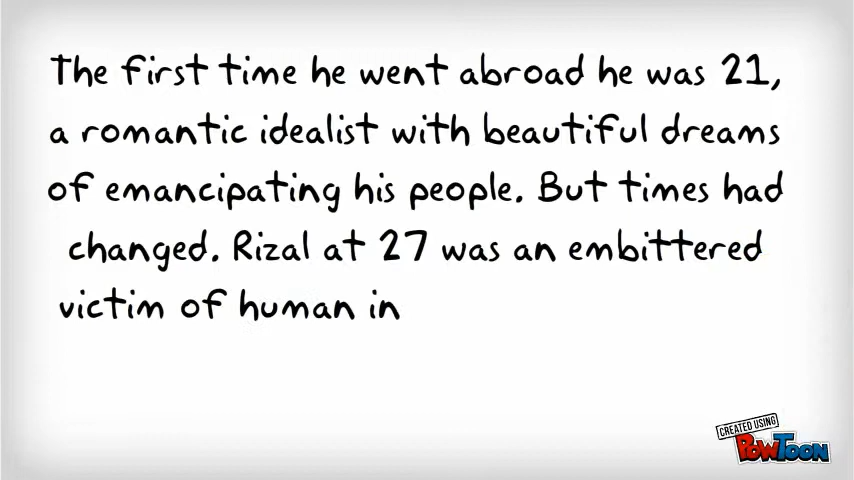 The first time he went abroad he was 21,
a romantic idealist with beautiful dreams
of emancipating his people. But times had
changed. Rizal at 27 was an embittered
victim of human in
CREATED USING
PowToon